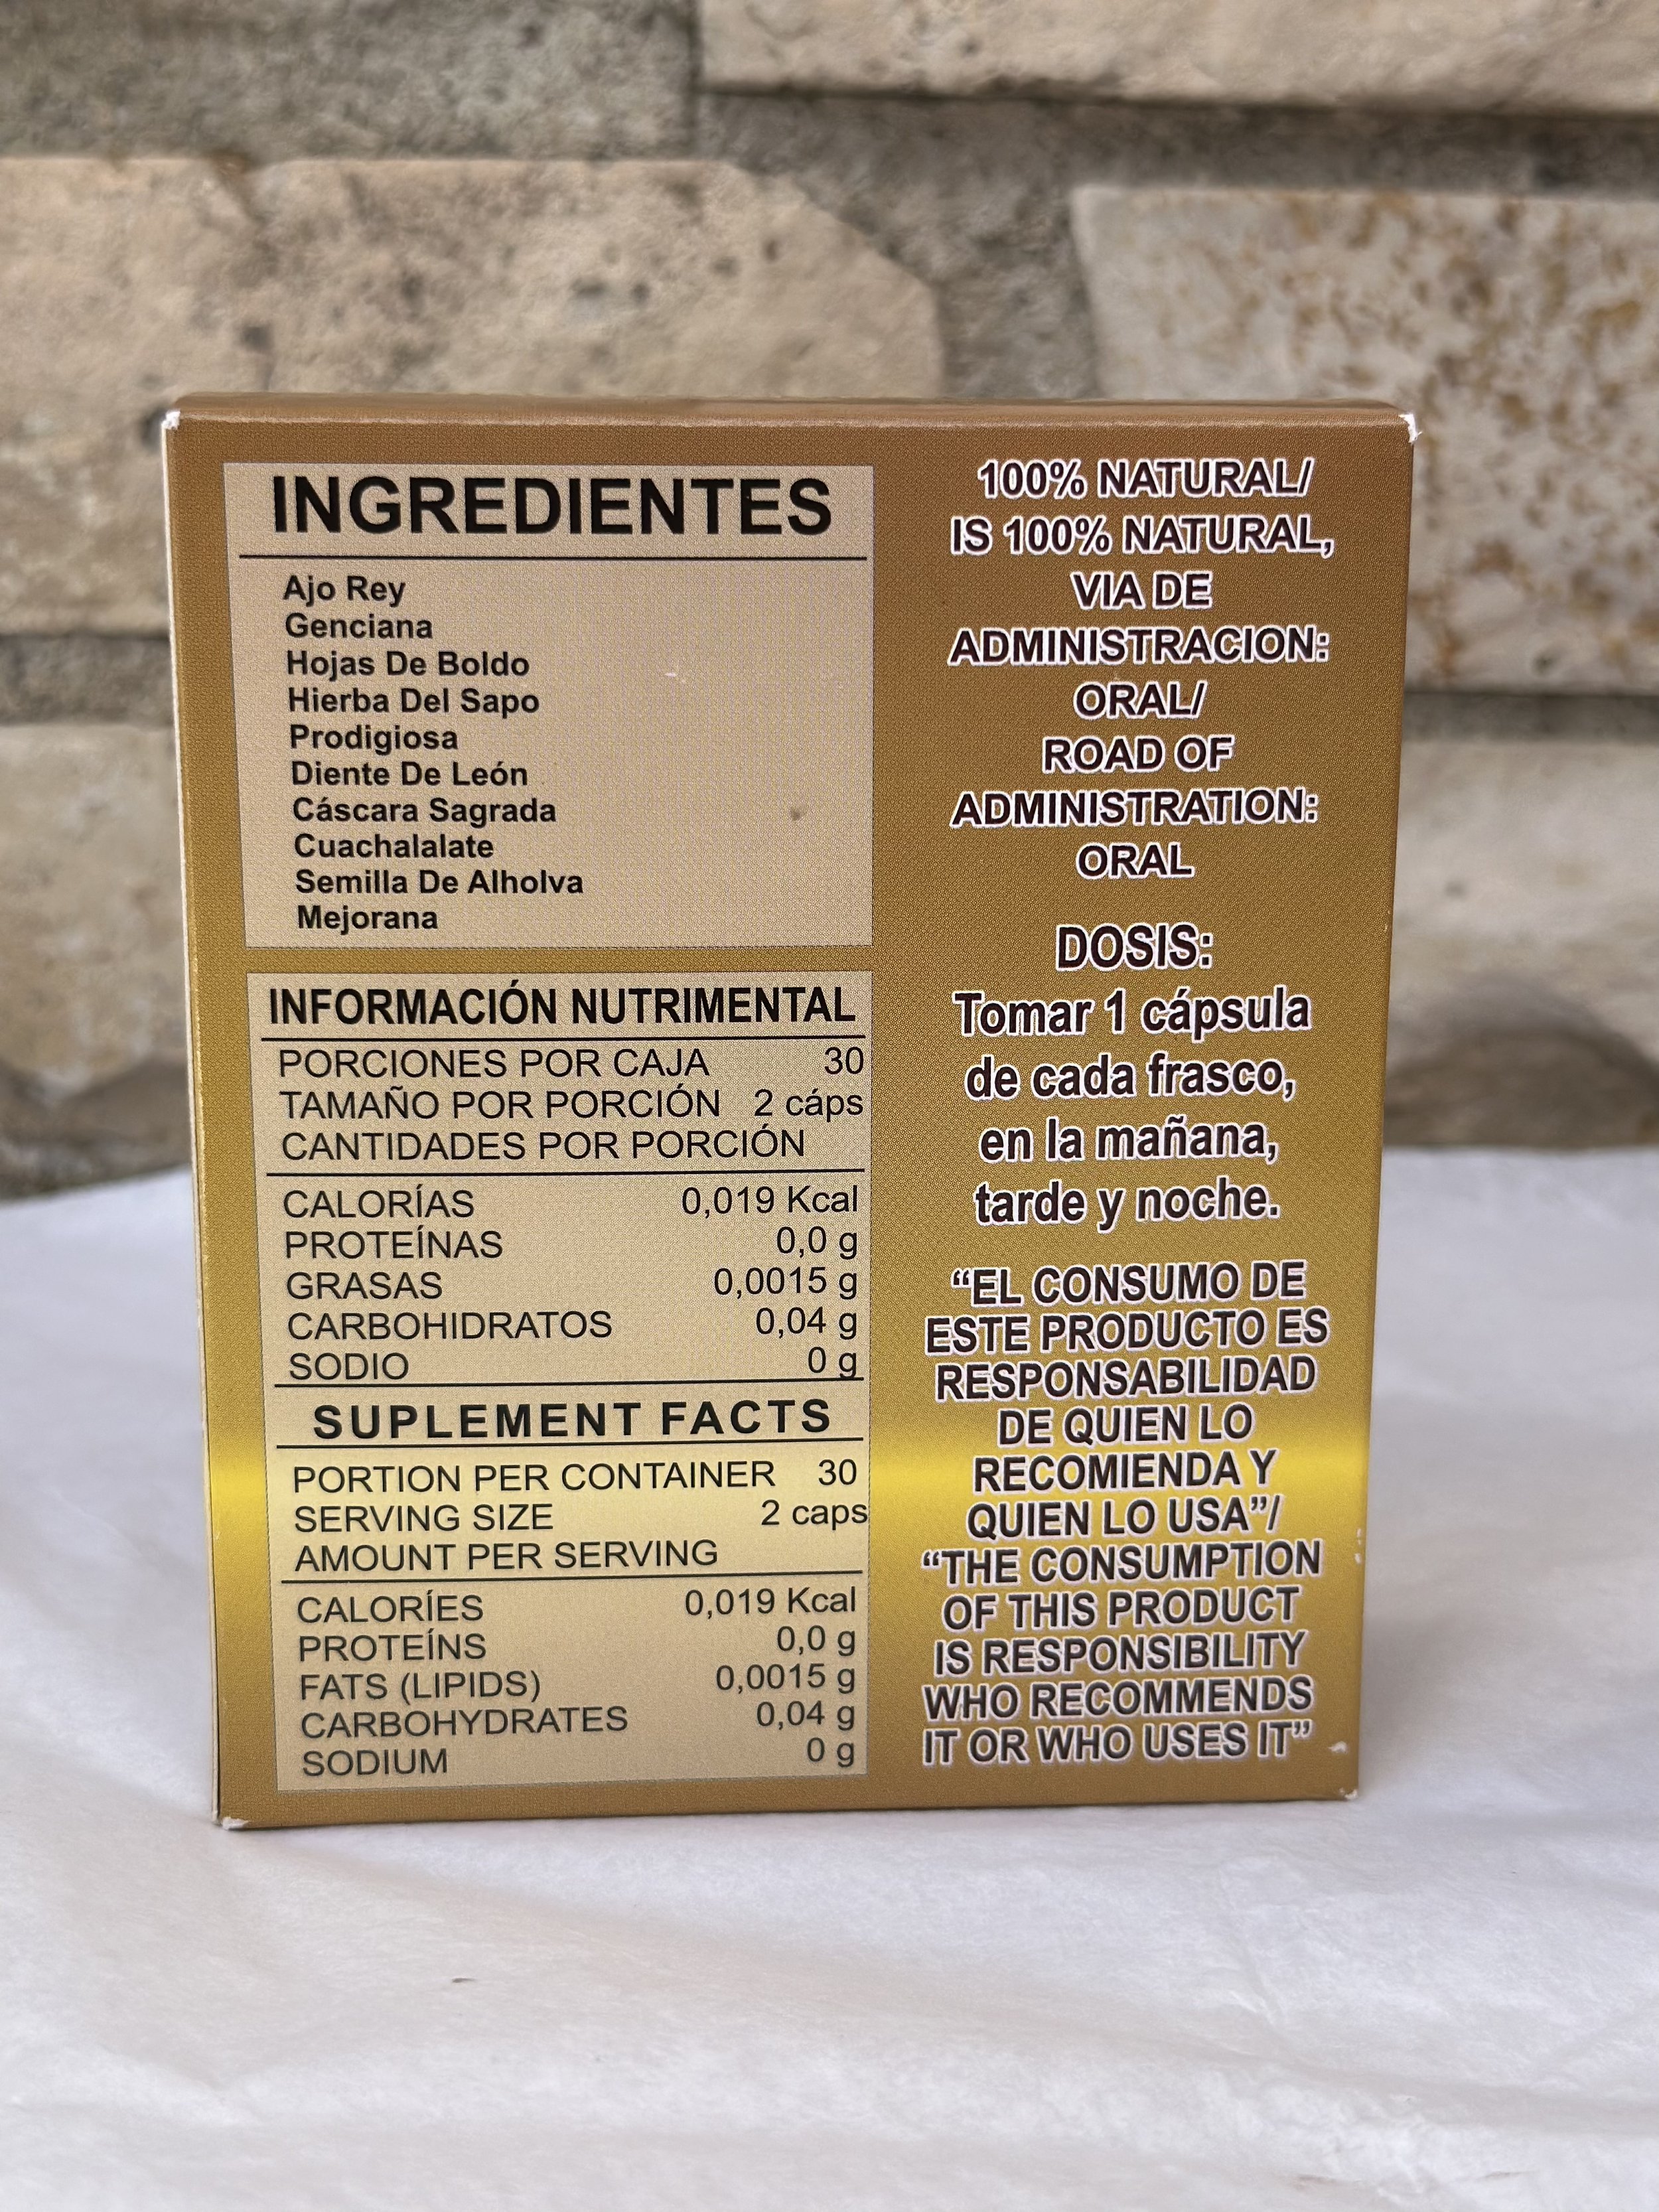 INGREDIENTES
Ajo Rey
Genciana
Hojas De Boldo
Hierba Del Sapo
Prodigiosa
Diente De León
Cáscara Sagrada
Cuachalalate
Semilla De Alholva
Mejorana
INFORMACIÓN NUTRIMENTAL
PORCIONES POR CAJA 30
TAMAÑO POR PORCIÓN 2 cáps
CANTIDADES POR PORCIÓN
CALORÍAS 0,019 Kcal
PROTEÍNAS 0,0 g
GRASAS 0,0015 g
CARBOHIDRATOS 0,04 g
SODIO 0 g
SUPLEMENT FACTS
PORTION PER CONTAINER 30
SERVING SIZE 2 caps
AMOUNT PER SERVING
CALORÍES 0,019 Kcal
PROTEÍNS 0,0 g
FATS (LIPIDS) 0,0015 g
CARBOHYDRATES 0,04 g
SODIUM 0 g
100% NATURAL/
IS 100% NATURAL,
VIA DE
ADMINISTRACION:
ORAL/
ROAD OF
ADMINISTRATION:
ORAL
DOSIS:
Tomar 1 cápsula
de cada frasco,
en la mañana,
tarde y noche.
“EL CONSUMO DE
ESTE PRODUCTO ES
RESPONSABILIDAD
DE QUIEN LO
RECOMIENDA Y
QUIEN LO USA”/
“THE CONSUMPTION
OF THIS PRODUCT
IS RESPONSIBILITY
WHO RECOMMENDS
IT OR WHO USES IT”